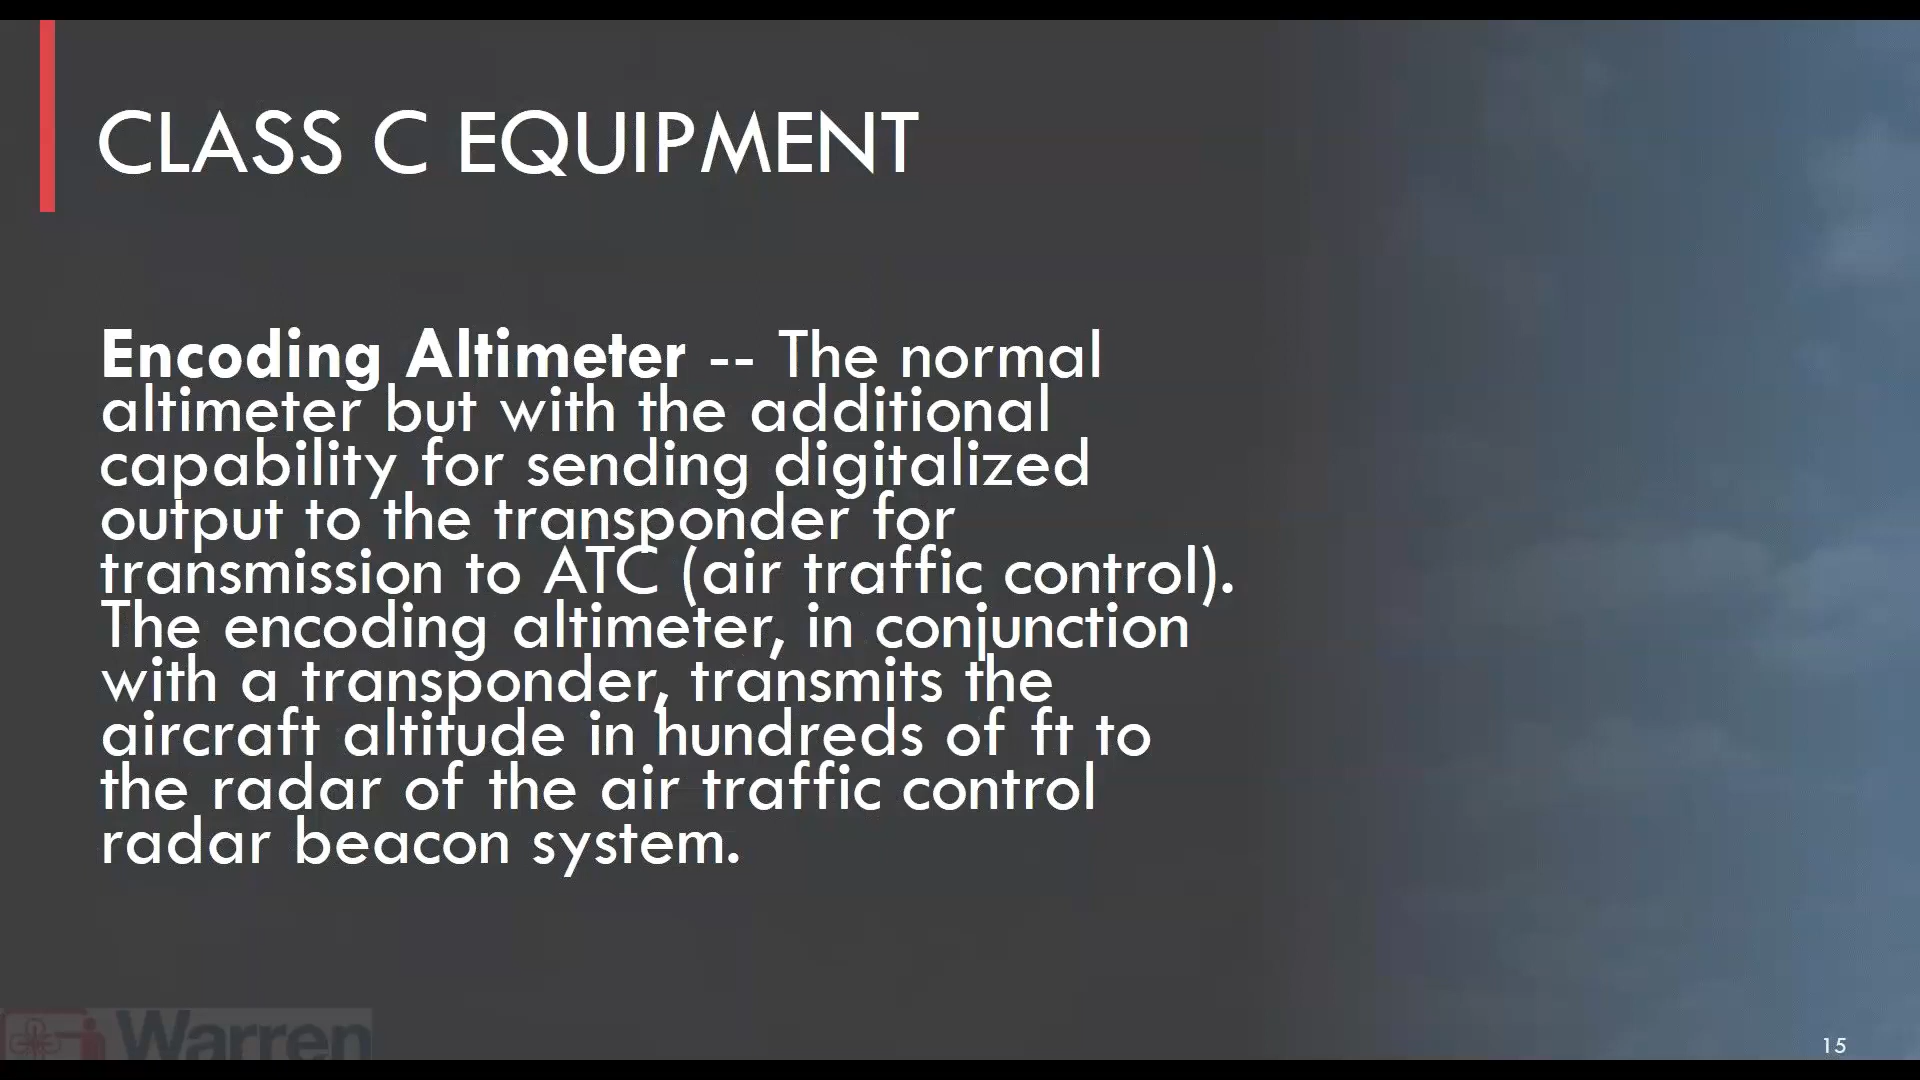 CLASS C EQUIPMENT
Encoding Altimeter -- The normal
altimeter but with the additional
capability for sending digitalized
output to the transponder for
transmission to ATC (air traffic control).
The encoding altimeter, in conjunction
with a transponder, transmits the
aircraft altitude in hundreds of ft to
the radar of the air traffic control
radar beacon system.
Warren
15